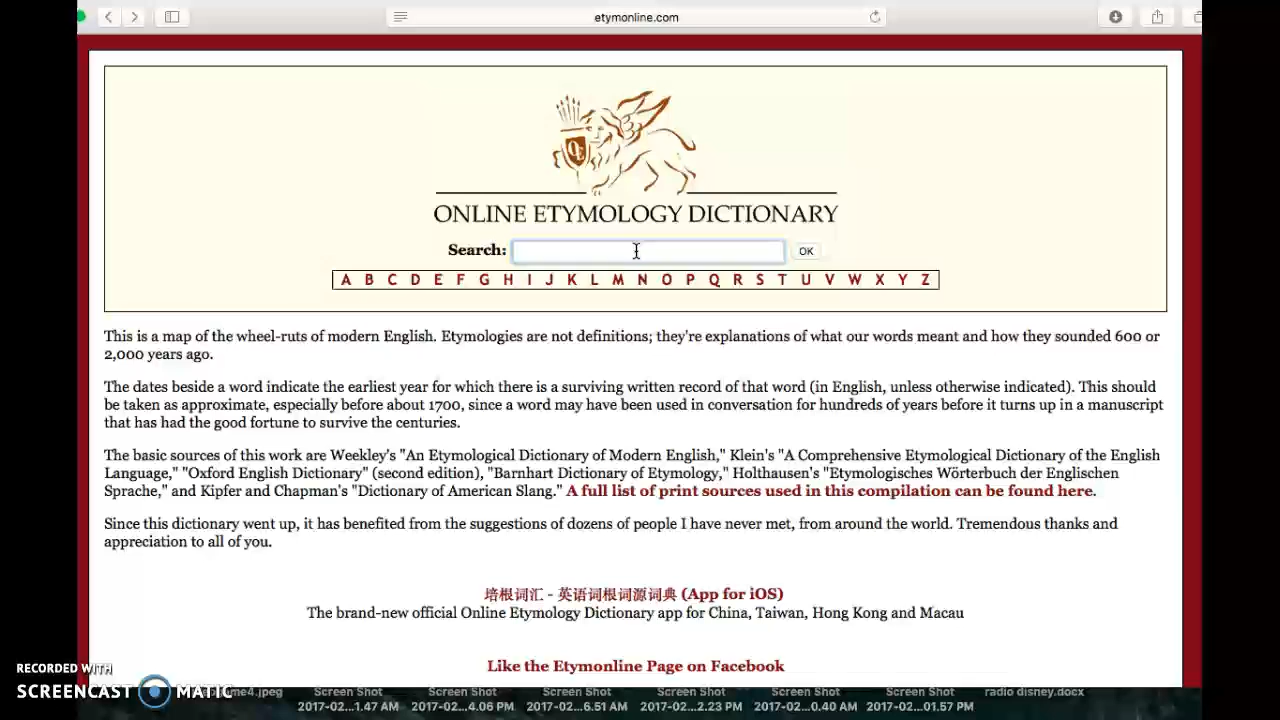 etymonline.com
OE
ONLINE ETYMOLOGY DICTIONARY
Search: OK
A B C D E F G H I J K L M N O P Q R S T U V W X Y Z
This is a map of the wheel-ruts of modern English. Etymologies are not definitions; they're explanations of what our words meant and how they sounded 600 or
2,000 years ago.
The dates beside a word indicate the earliest year for which there is a surviving written record of that word (in English, unless otherwise indicated). This should
be taken as approximate, especially before about 1700, since a word may have been used in conversation for hundreds of years before it turns up in a manuscript
that has had the good fortune to survive the centuries.
The basic sources of this work are Weekley's "An Etymological Dictionary of Modern English," Klein's "A Comprehensive Etymological Dictionary of the English
Language," "Oxford English Dictionary" (second edition), "Barnhart Dictionary of Etymology," Holthausen's "Etymologisches Wörterbuch der Englischen
Sprache," and Kipfer and Chapman's "Dictionary of American Slang." A full list of print sources used in this compilation can be found here.
Since this dictionary went up, it has benefited from the suggestions of dozens of people I have never met, from around the world. Tremendous thanks and
appreciation to all of you.
培根词汇 - 英语词根词源词典 (App for iOS)
The brand-new official Online Etymology Dictionary app for China, Taiwan, Hong Kong and Macau
Like the Etymonline Page on Facebook
RECORDED WITH
SCREENCAST MATIC
me4.jpeg Screen Shot Screen Shot Screen Shot Screen Shot Screen Shot Screen Shot radio disney.docx
2017-02...1.47 AM 2017-02...4.06 PM 2017-02...6.51 AM 2017-02...2.23 PM 2017-02...0.40 AM 2017-02...01.57 PM